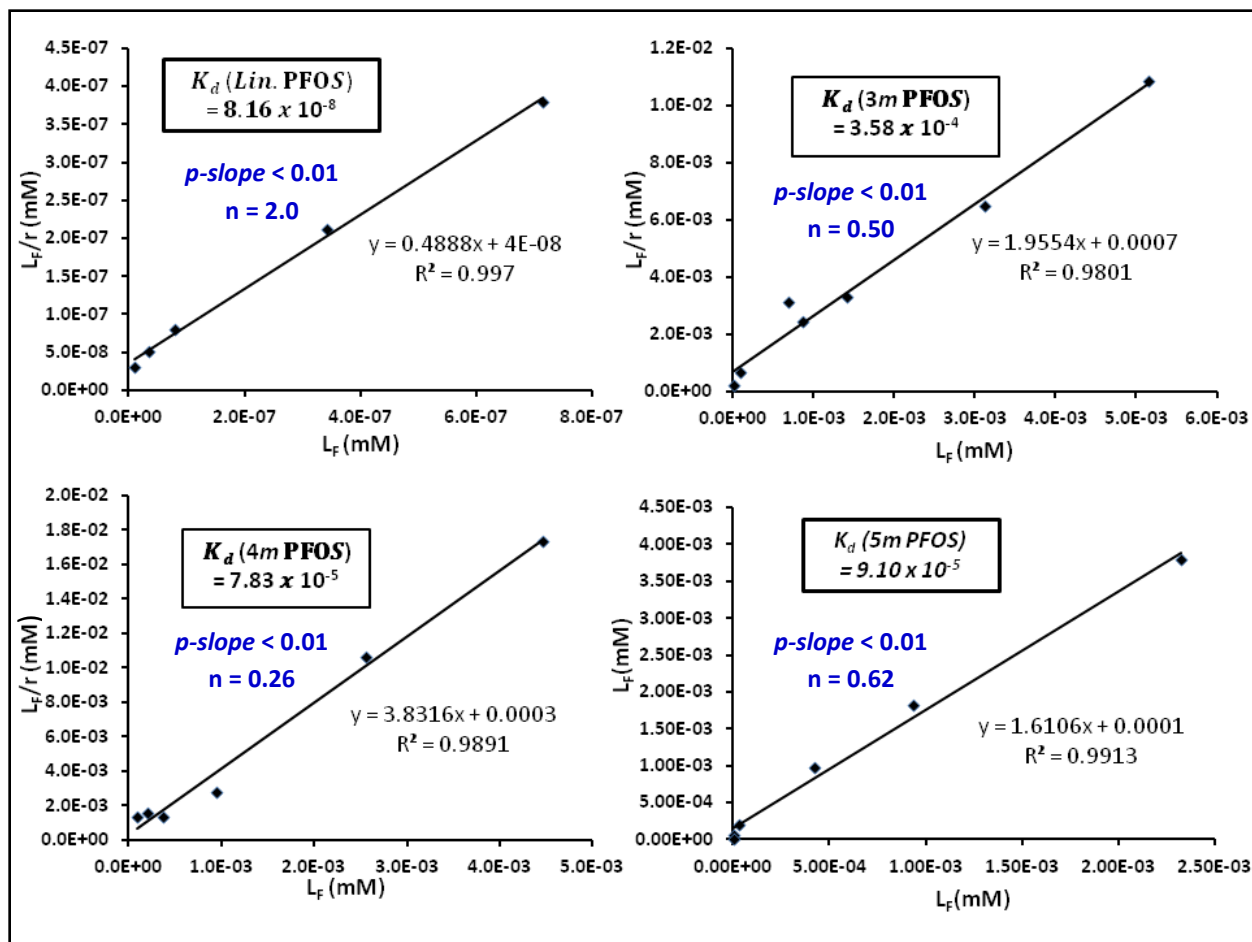 4.5E-07
4.0E-07
3.5E-07
3.0E-07
2.5E-07
2.0E-07
1.5E-07
1.0E-07
5.0E-08
0.0E+00
L_F/r (mM)
K_d (Lin. PFOS)
= 8.16 x 10^-8
p-slope < 0.01
n = 2.0
y = 0.4888x + 4E-08
R² = 0.997
0.0E+00 2.0E-07 4.0E-07 6.0E-07 8.0E-07
L_F (mM)
1.2E-02
1.0E-02
8.0E-03
6.0E-03
4.0E-03
2.0E-03
0.0E+00
L_F/r (mM)
K_d (3m PFOS)
= 3.58 x 10^-4
p-slope < 0.01
n = 0.50
y = 1.9554x + 0.0007
R² = 0.9801
0.0E+00 1.0E-03 2.0E-03 3.0E-03 4.0E-03 5.0E-03 6.0E-03
L_F (mM)
2.0E-02
1.8E-02
1.6E-02
1.4E-02
1.2E-02
1.0E-02
8.0E-03
6.0E-03
4.0E-03
2.0E-03
0.0E+00
L_F/r (mM)
K_d (4m PFOS)
= 7.83 x 10^-5
p-slope < 0.01
n = 0.26
y = 3.8316x + 0.0003
R² = 0.9891
0.0E+00 1.0E-03 2.0E-03 3.0E-03 4.0E-03 5.0E-03
L_F (mM)
4.50E-03
4.00E-03
3.50E-03
3.00E-03
2.50E-03
2.00E-03
1.50E-03
1.00E-03
5.00E-04
0.00E+00
L_F(mM)
K_d (5m PFOS)
= 9.10 x 10^-5
p-slope < 0.01
n = 0.62
y = 1.6106x + 0.0001
R² = 0.9913
0.00E+00 5.00E-04 1.00E-03 1.50E-03 2.00E-03 2.50E-03
L_F(mM)